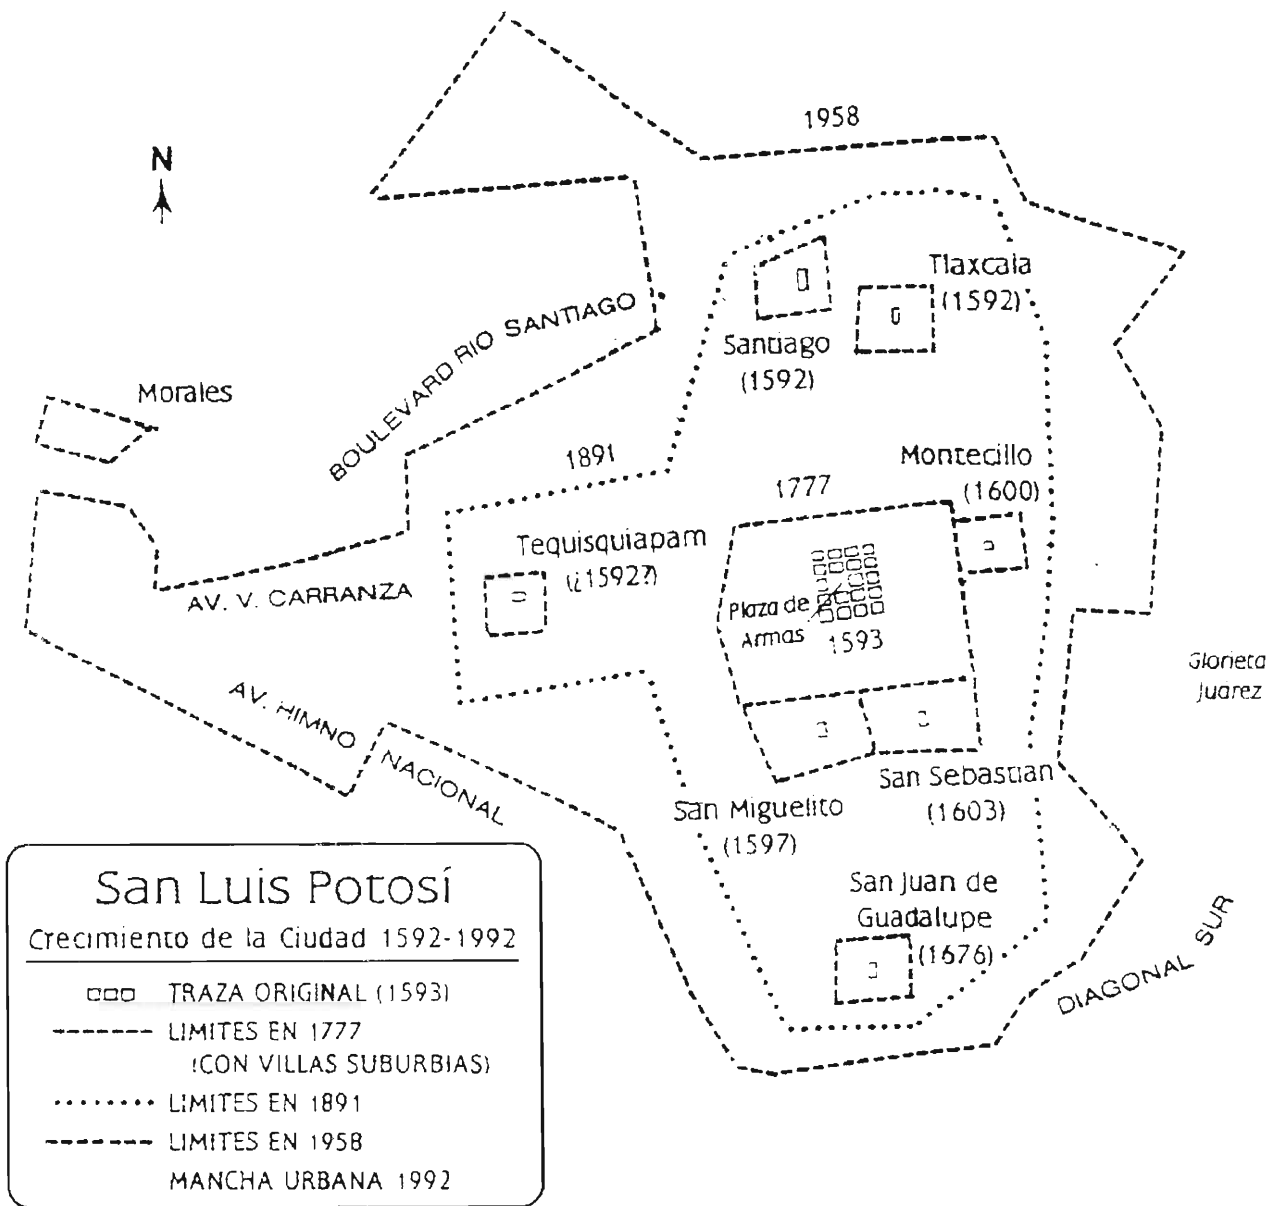 1958
N
Tlaxcala
(1592)
BOULEVARD RIO SANTIAGO
Santiago
(1592)
Morales
1891
Montecillo
(1600)
1777
Tequisquiapam
(¿1592?)
AV. V. CARRANZA
Plaza de
Armas
1593
Glorieta
Juarez
AV. HIMNO NACIONAL
San Sebastian
(1603)
San Miguelito
(1597)
San Juan de
Guadalupe
(1676)
DIAGONAL SUR
San Luis Potosí
Crecimiento de la Ciudad 1592-1992
TRAZA ORIGINAL (1593)
LIMITES EN 1777
(CON VILLAS SUBURBIAS)
LIMITES EN 1891
LIMITES EN 1958
MANCHA URBANA 1992